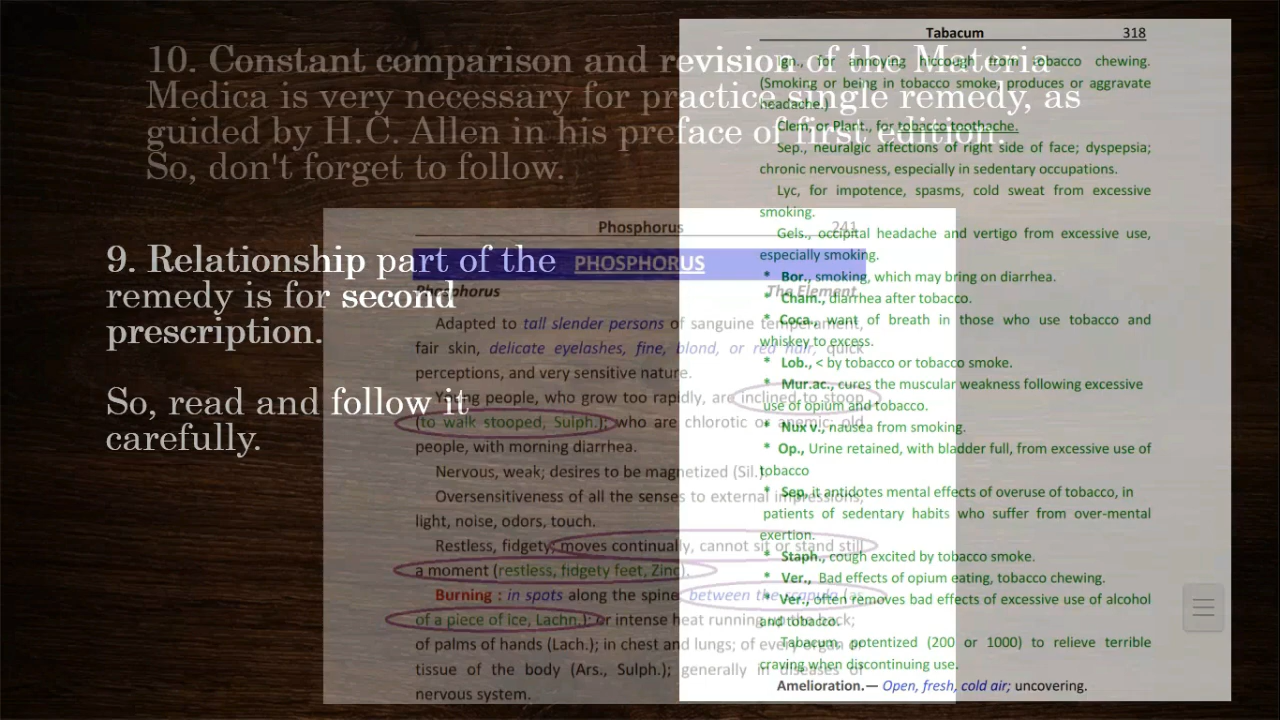 10. Constant comparison and revision of the Materia
Medica is very necessary for practice single remedy, as
guided by H.C. Allen in his preface of first edition.
So, don't forget to follow.
9. Relationship part of the
remedy is for second
prescription.
So, read and follow it
carefully.
Phosphorus 241
PHOSPHORUS
Phosphorus The Element
Adapted to tall slender persons of sanguine temperament,
fair skin, delicate eyelashes, fine, blond, or red hair, quick
perceptions, and very sensitive nature.
Young people, who grow too rapidly, are inclined to stoop
(to walk stooped, Sulph.); who are chlorotic or anemic; old
people, with morning diarrhea.
Nervous, weak; desires to be magnetized (Sil.).
Oversensitiveness of all the senses to external impressions,
light, noise, odors, touch.
Restless, fidgety; moves continually, cannot sit or stand still
a moment (restless, fidgety feet, Zinc).
Burning : in spots along the spine, between the scapula (as
of a piece of ice, Lachn.); or intense heat running up the back;
of palms of hands (Lach.); in chest and lungs; of every organ or
tissue of the body (Ars., Sulph.); generally in diseases of
nervous system.
Tabacum 318
Ign., for annoying hiccough from tobacco chewing.
(Smoking or being in tobacco smoke, produces or aggravate
headache.)
Clem, or Plant., for tobacco toothache.
Sep., neuralgic affections of right side of face; dyspepsia;
chronic nervousness, especially in sedentary occupations.
Lyc, for impotence, spasms, cold sweat from excessive
smoking.
Gels., occipital headache and vertigo from excessive use,
especially smoking.
* Bor., smoking, which may bring on diarrhea.
* Cham., diarrhea after tobacco.
* Coca., want of breath in those who use tobacco and
whiskey to excess.
* Lob., < by tobacco or tobacco smoke.
* Mur.ac., cures the muscular weakness following excessive
use of opium and tobacco.
* Nux v., nausea from smoking.
* Op., Urine retained, with bladder full, from excessive use of
tobacco
* Sep, it antidotes mental effects of overuse of tobacco, in
patients of sedentary habits who suffer from over-mental
exertion.
* Staph., cough excited by tobacco smoke.
* Ver., Bad effects of opium eating, tobacco chewing.
* Ver., often removes bad effects of excessive use of alcohol
and tobacco.
Tabacum, potentized (200 or 1000) to relieve terrible
craving when discontinuing use.
Amelioration.— Open, fresh, cold air; uncovering.